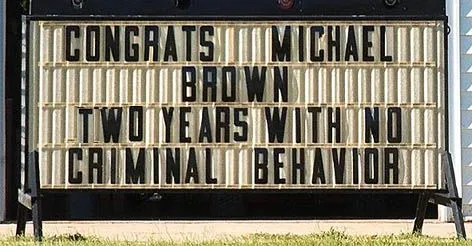 CONGRATS MICHAEL
BROWN
TWO YEARS WITH NO
CRIMINAL BEHAVIOR